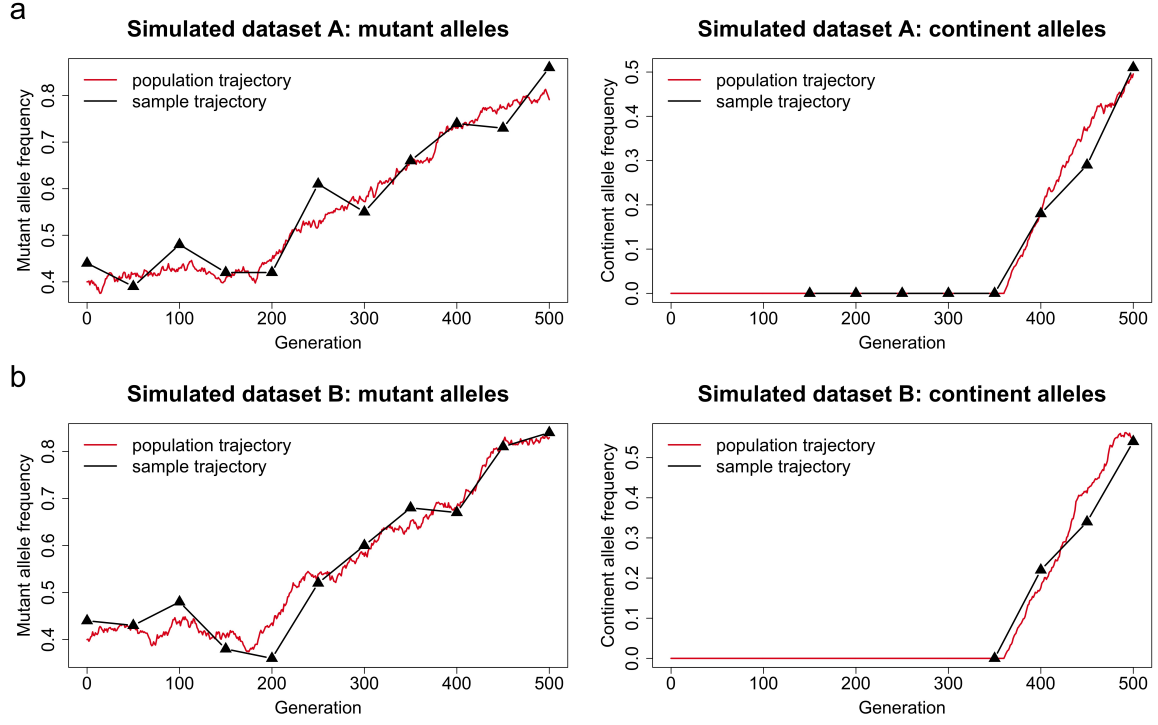 a
Simulated dataset A: mutant alleles
population trajectory
sample trajectory
Mutant allele frequency
0.4 0.5 0.6 0.7 0.8
0 100 200 300 400 500
Generation
Simulated dataset A: continent alleles
population trajectory
sample trajectory
Continent allele frequency
0.0 0.1 0.2 0.3 0.4 0.5
0 100 200 300 400 500
Generation
b
Simulated dataset B: mutant alleles
population trajectory
sample trajectory
Mutant allele frequency
0.4 0.5 0.6 0.7 0.8
0 100 200 300 400 500
Generation
Simulated dataset B: continent alleles
population trajectory
sample trajectory
Continent allele frequency
0.0 0.1 0.2 0.3 0.4 0.5
0 100 200 300 400 500
Generation